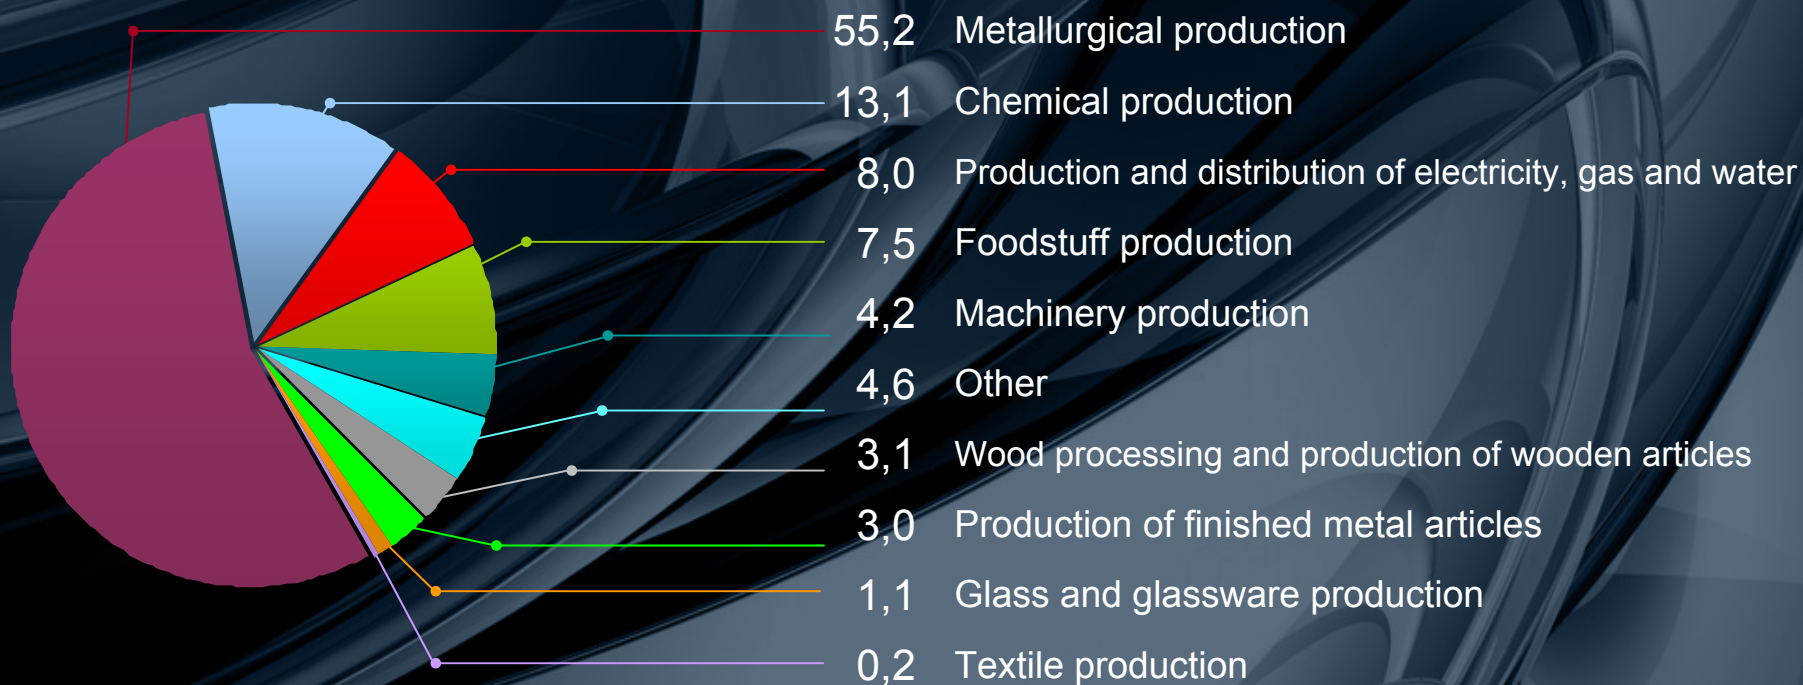 55,2 Metallurgical production
13,1 Chemical production
8,0 Production and distribution of electricity, gas and water
7,5 Foodstuff production
4,2 Machinery production
4,6 Other
3,1 Wood processing and production of wooden articles
3,0 Production of finished metal articles
1,1 Glass and glassware production
0,2 Textile production